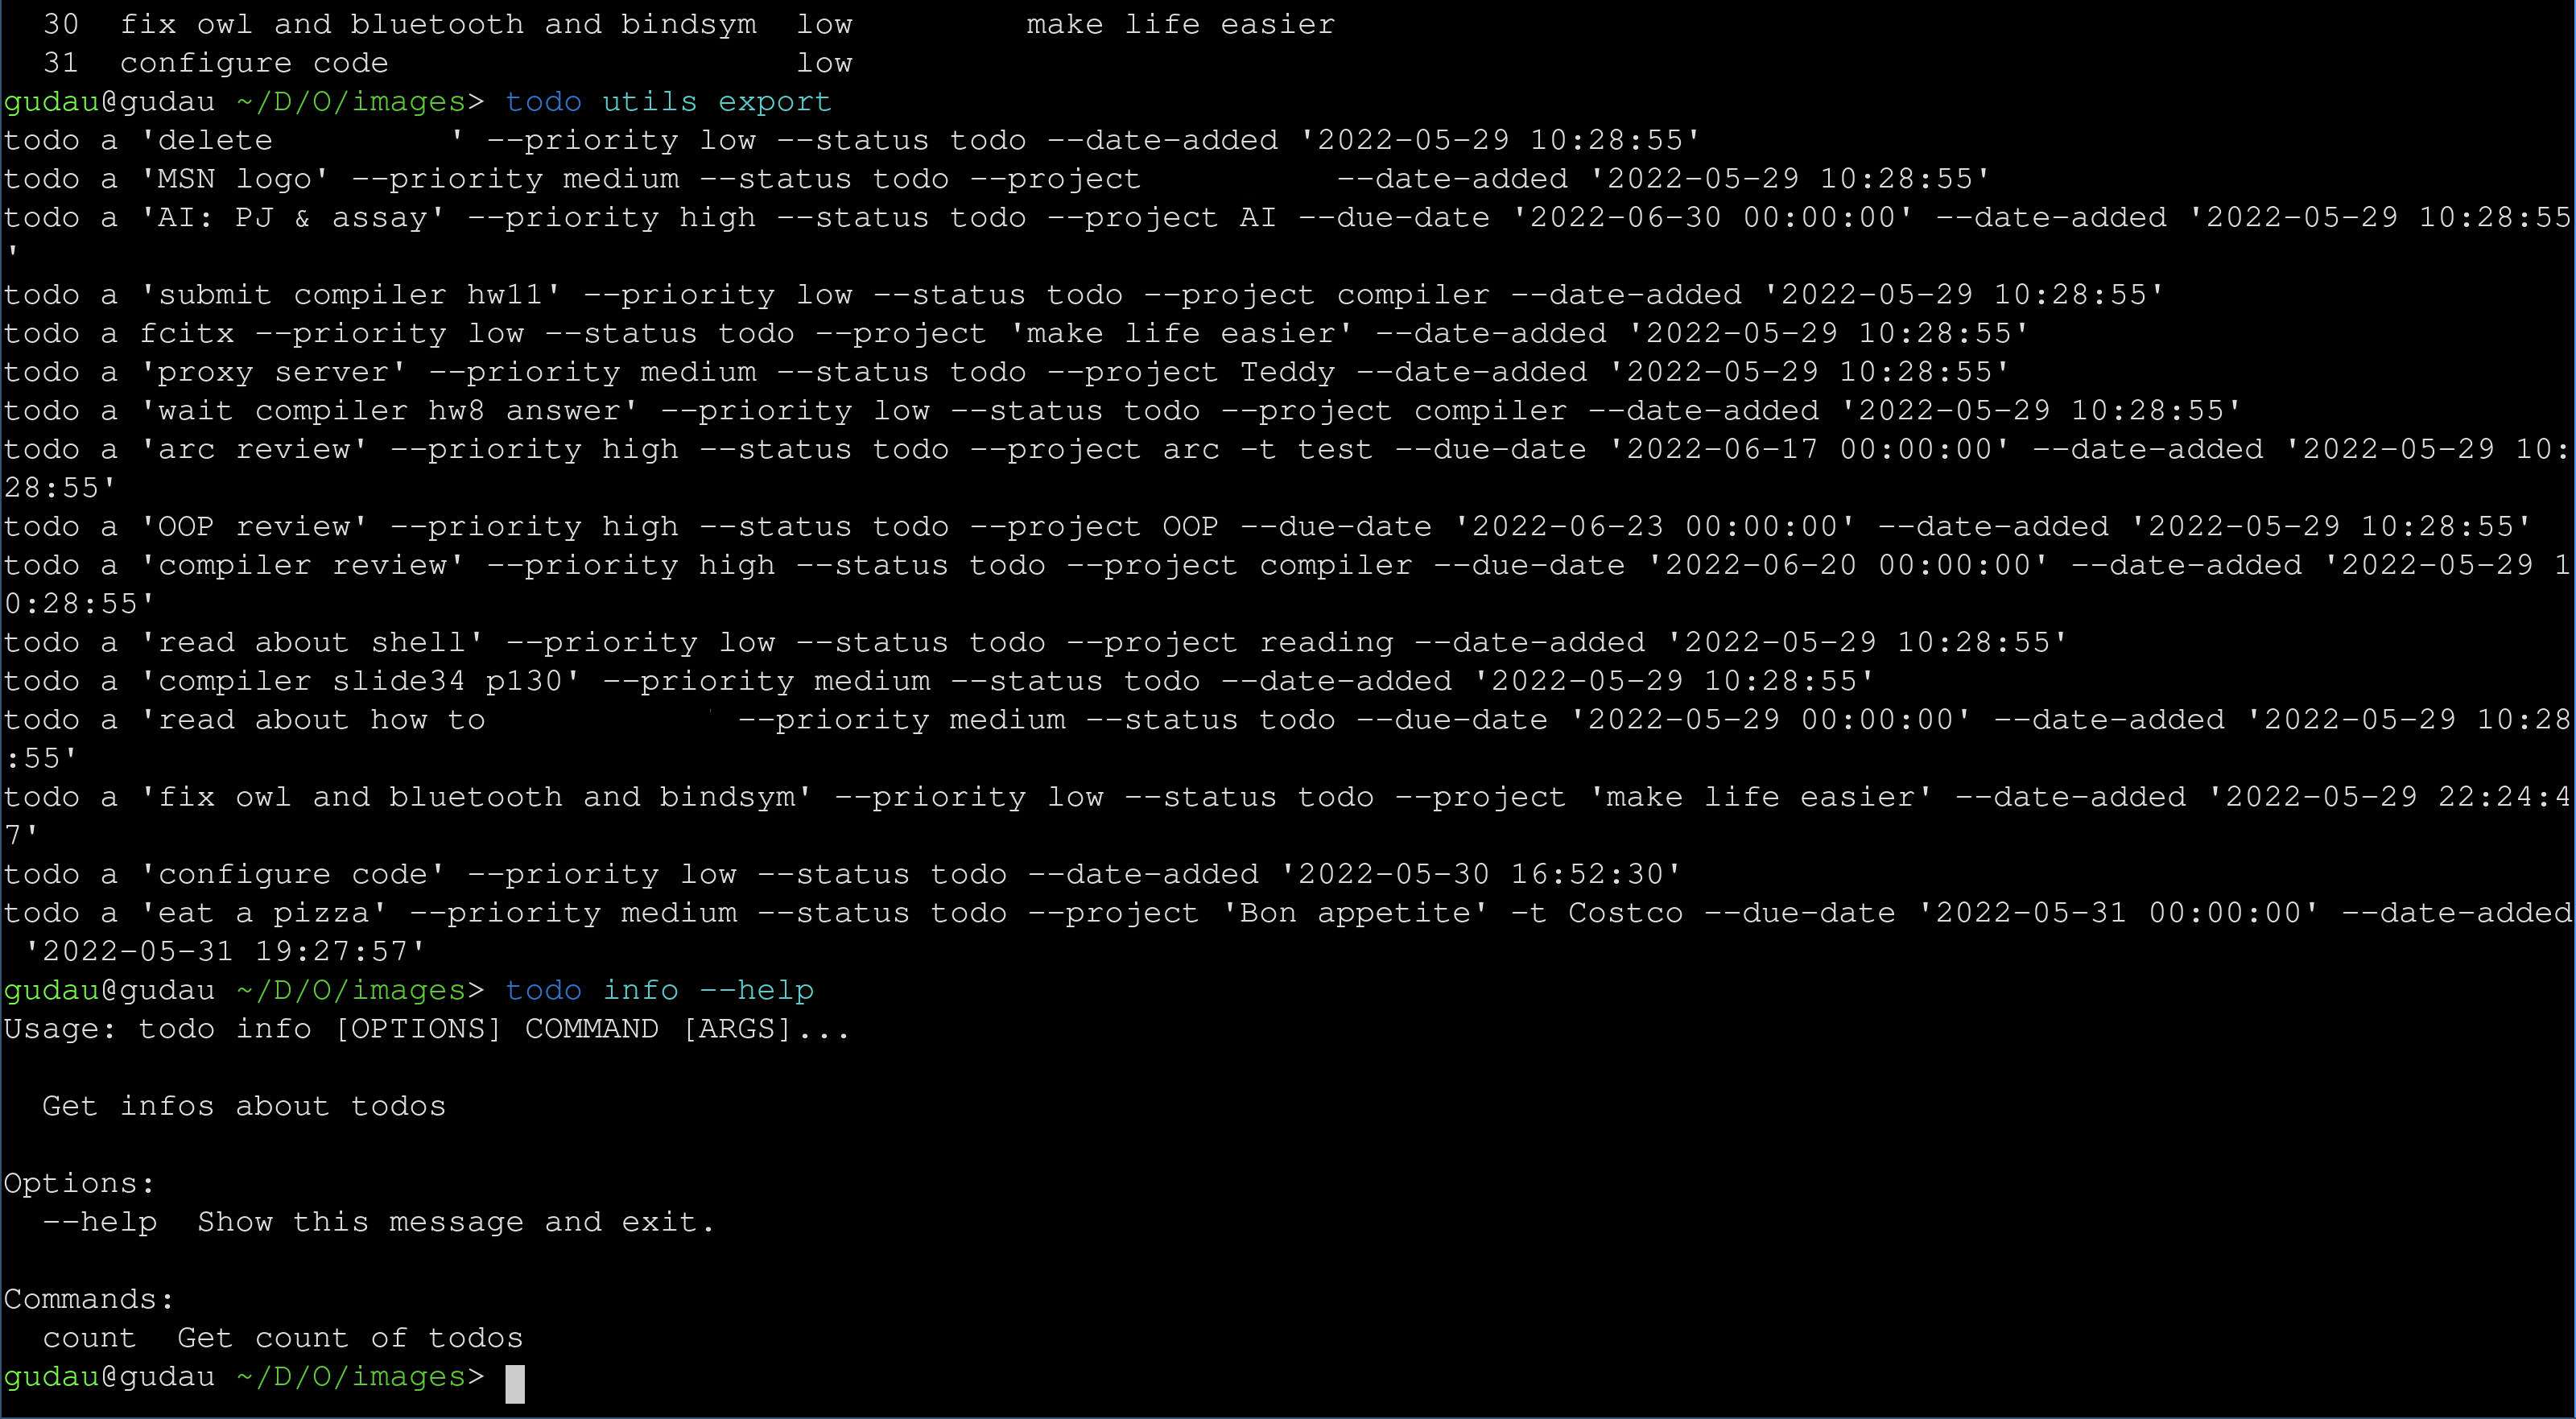 30  fix owl and bluetooth and bindsym  low         make life easier
31  configure code                     low
gudau@gudau ~/D/O/images> todo utils export
todo a 'delete         ' --priority low --status todo --date-added '2022-05-29 10:28:55'
todo a 'MSN logo' --priority medium --status todo --project          --date-added '2022-05-29 10:28:55'
todo a 'AI: PJ & assay' --priority high --status todo --project AI --due-date '2022-06-30 00:00:00' --date-added '2022-05-29 10:28:55
'
todo a 'submit compiler hw11' --priority low --status todo --project compiler --date-added '2022-05-29 10:28:55'
todo a fcitx --priority low --status todo --project 'make life easier' --date-added '2022-05-29 10:28:55'
todo a 'proxy server' --priority medium --status todo --project Teddy --date-added '2022-05-29 10:28:55'
todo a 'wait compiler hw8 answer' --priority low --status todo --project compiler --date-added '2022-05-29 10:28:55'
todo a 'arc review' --priority high --status todo --project arc -t test --due-date '2022-06-17 00:00:00' --date-added '2022-05-29 10:
28:55'
todo a 'OOP review' --priority high --status todo --project OOP --due-date '2022-06-23 00:00:00' --date-added '2022-05-29 10:28:55'
todo a 'compiler review' --priority high --status todo --project compiler --due-date '2022-06-20 00:00:00' --date-added '2022-05-29 1
0:28:55'
todo a 'read about shell' --priority low --status todo --project reading --date-added '2022-05-29 10:28:55'
todo a 'compiler slide34 p130' --priority medium --status todo --date-added '2022-05-29 10:28:55'
todo a 'read about how to            ' --priority medium --status todo --due-date '2022-05-29 00:00:00' --date-added '2022-05-29 10:28
:55'
todo a 'fix owl and bluetooth and bindsym' --priority low --status todo --project 'make life easier' --date-added '2022-05-29 22:24:4
7'
todo a 'configure code' --priority low --status todo --date-added '2022-05-30 16:52:30'
todo a 'eat a pizza' --priority medium --status todo --project 'Bon appetite' -t Costco --due-date '2022-05-31 00:00:00' --date-added
'2022-05-31 19:27:57'
gudau@gudau ~/D/O/images> todo info --help
Usage: todo info [OPTIONS] COMMAND [ARGS]...
Get infos about todos
Options:
--help  Show this message and exit.
Commands:
count  Get count of todos
gudau@gudau ~/D/O/images>